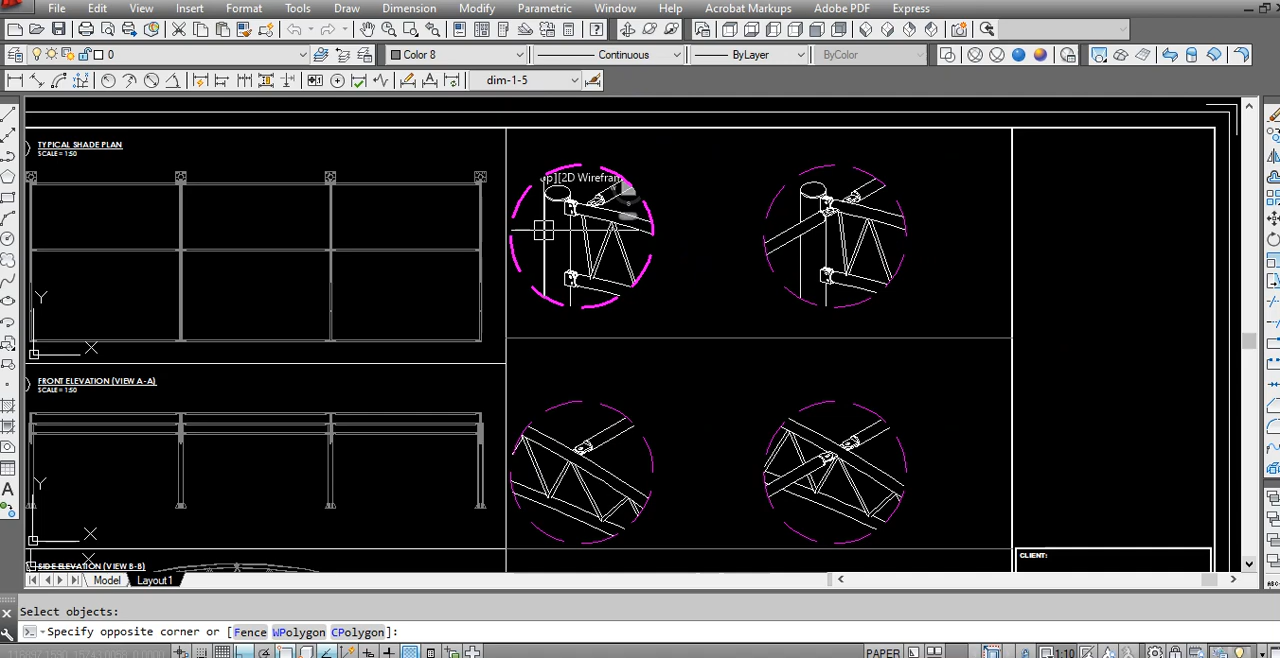 File Edit View Insert Format Tools Draw Dimension Modify Parametric Window Help Acrobat Markups Adobe PDF Express
0 Color 8 Continuous ByLayer ByColor
dim-1-5
TYPICAL SHADE PLAN
SCALE = 1:50
p][2D Wirefram
Y
X
FRONT ELEVATION (VIEW A-A)
SCALE = 1:50
Y
X
X
SIDE ELEVATION (VIEW B-B)
CLIENT:
Model Layout1
Select objects:
Specify opposite corner or [Fence WPolygon CPolygon]:
PAPER 1:10